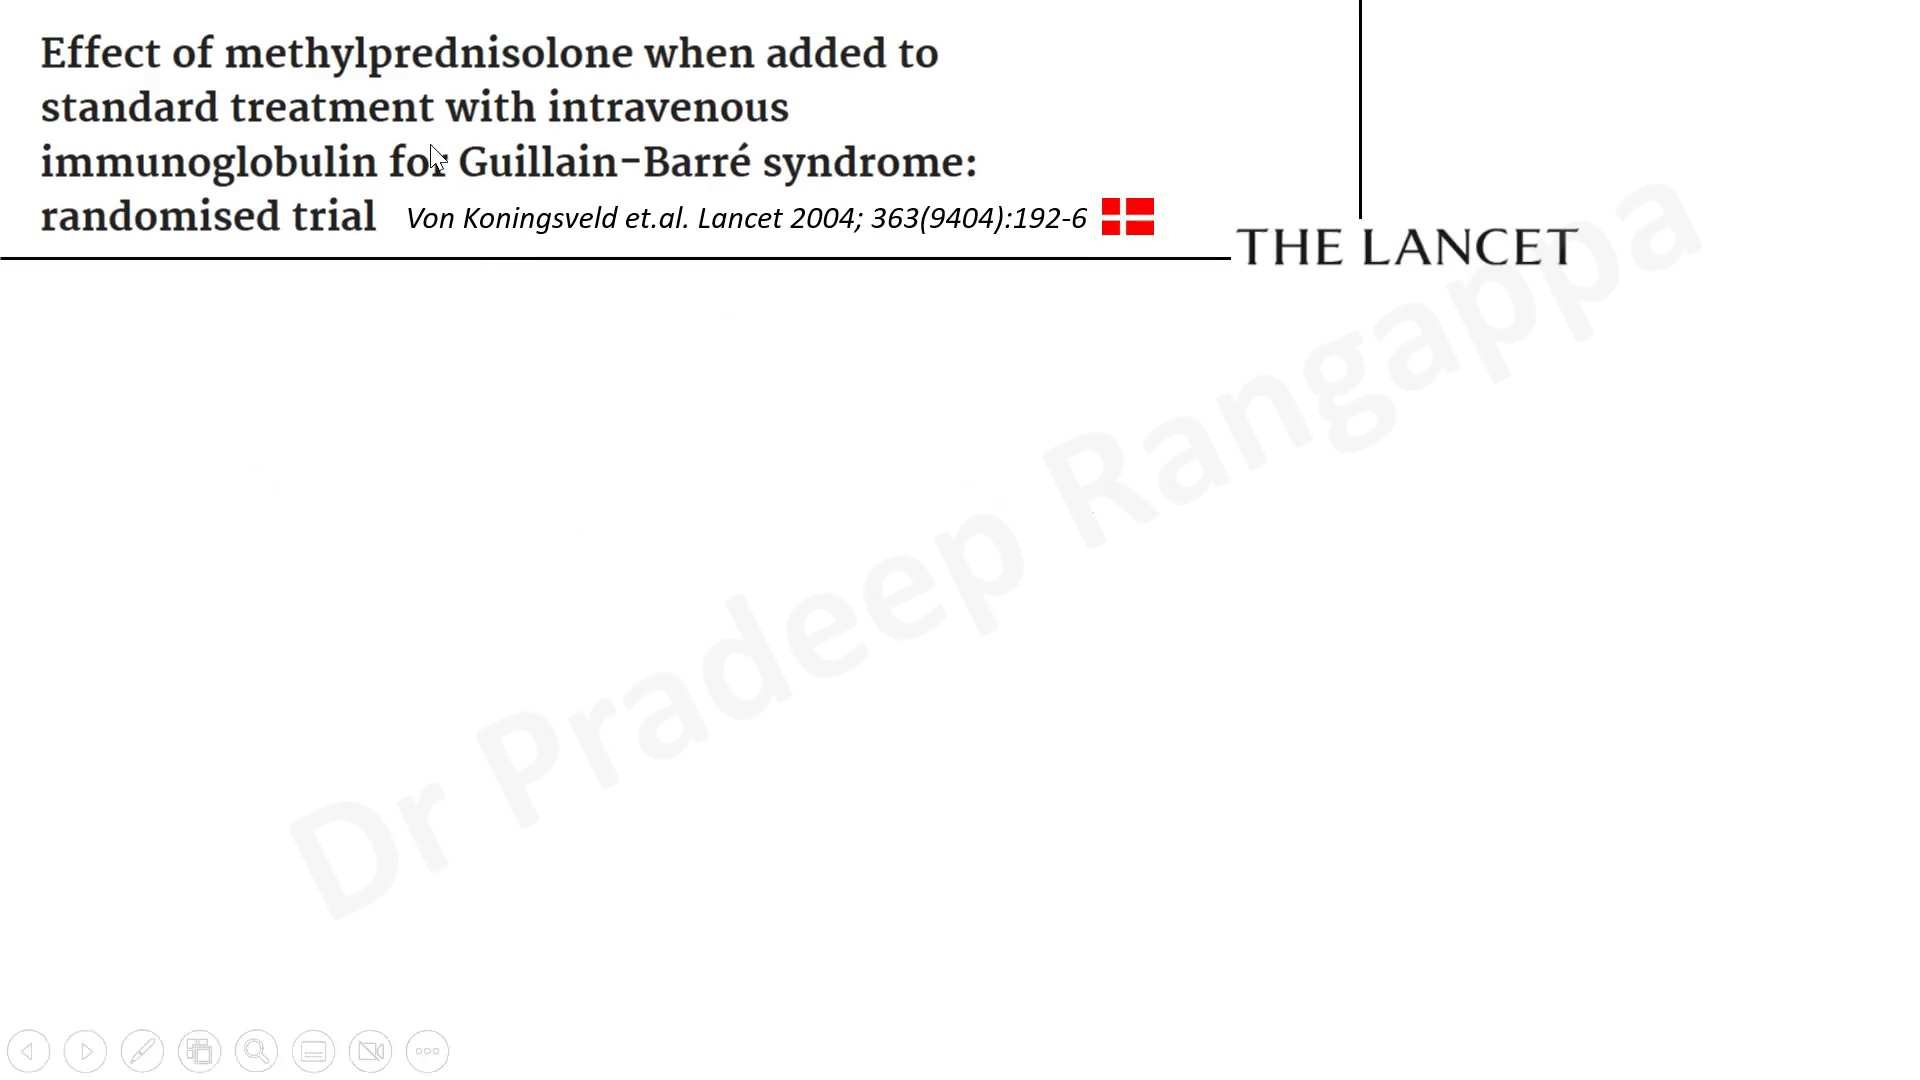 Effect of methylprednisolone when added to
standard treatment with intravenous
immunoglobulin for Guillain-Barré syndrome:
randomised trial Von Koningsveld et.al. Lancet 2004; 363(9404):192-6
THE LANCET
Dr Pradeep Rangappa